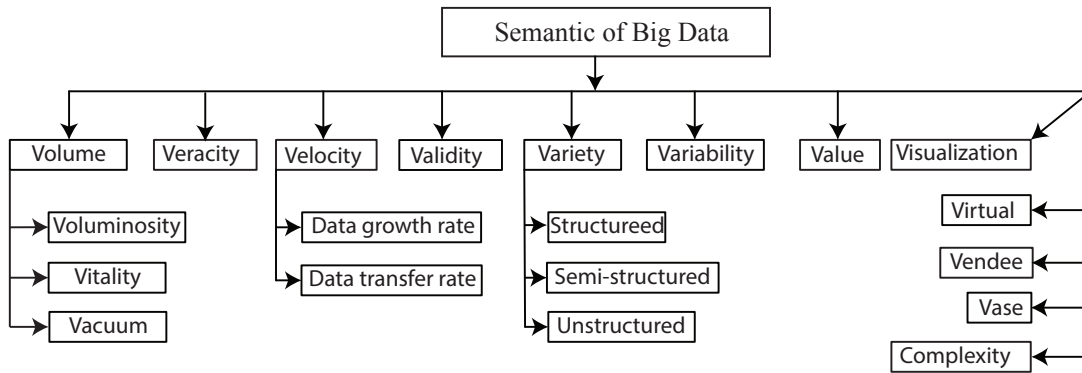 Semantic of Big Data
Volume
Veracity
Velocity
Validity
Variety
Variability
Value
Visualization
Voluminosity
Vitality
Vacuum
Data growth rate
Data transfer rate
Structureed
Semi-structured
Unstructured
Virtual
Vendee
Vase
Complexity